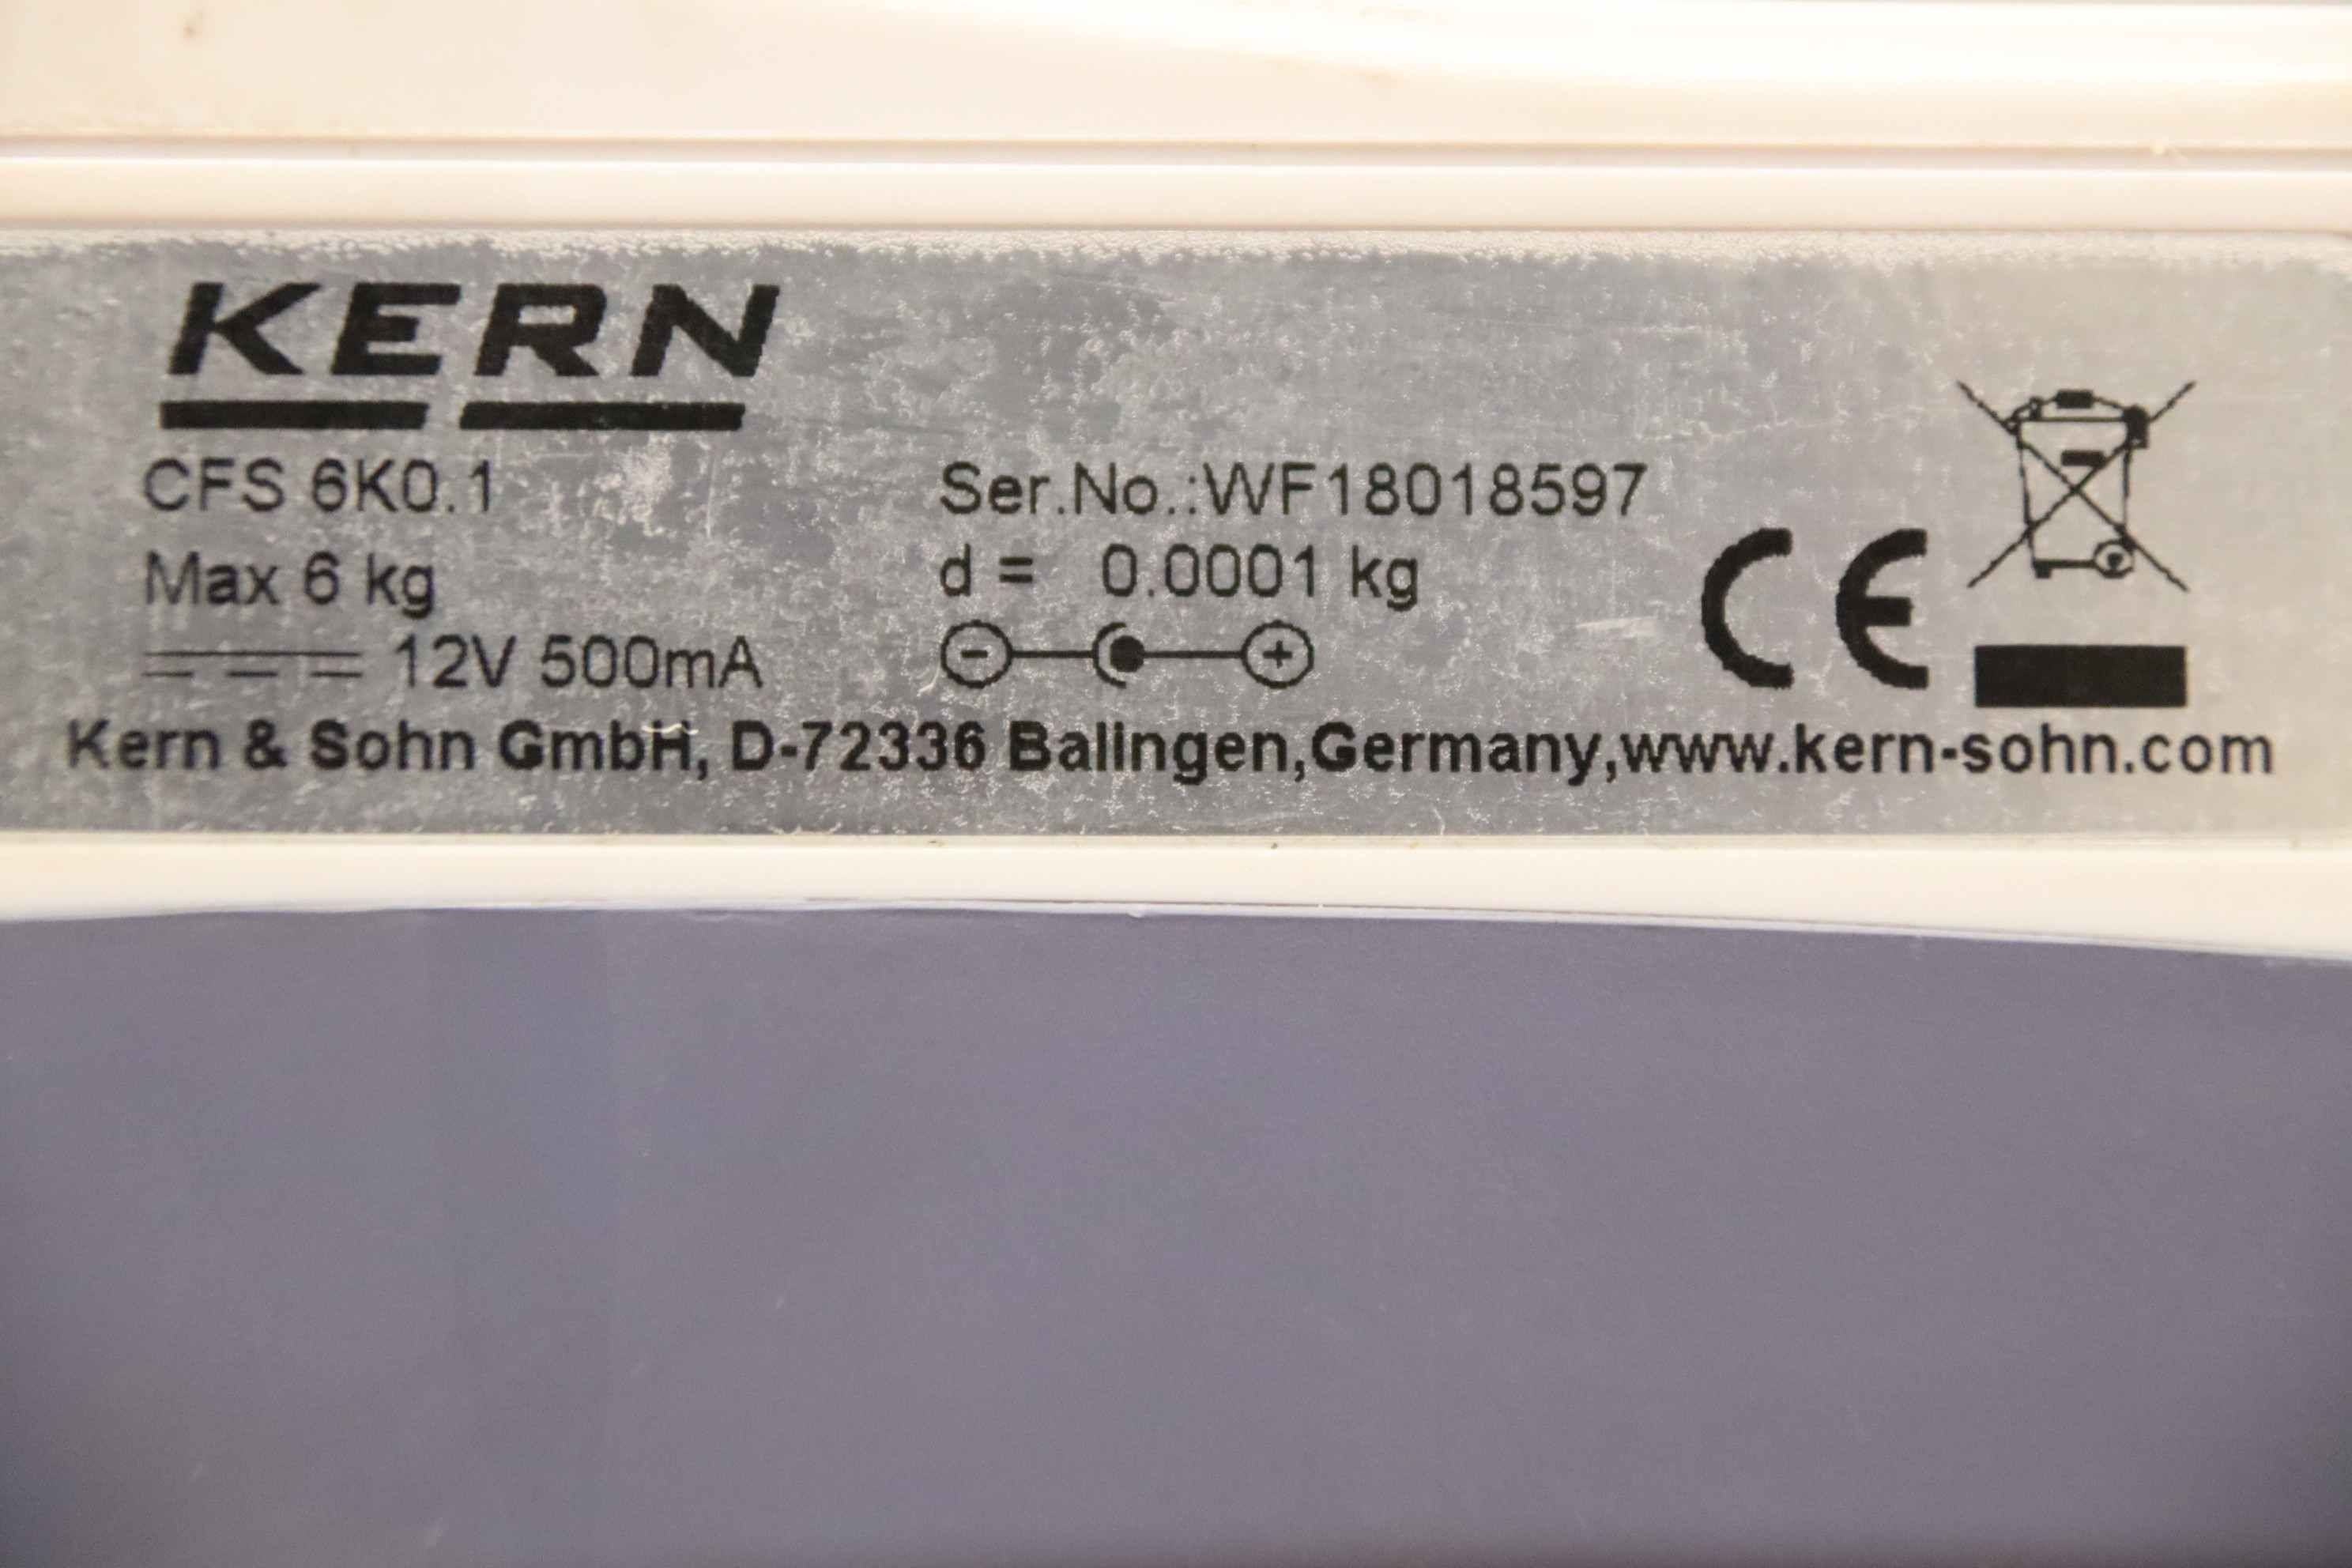 KERN
CFS 6K0.1 Ser.No.:WF18018597
Max 6 kg d = 0.0001 kg
12V 500mA - +
CE
Kern & Sohn GmbH, D-72336 Balingen,Germany,www.kern-sohn.com